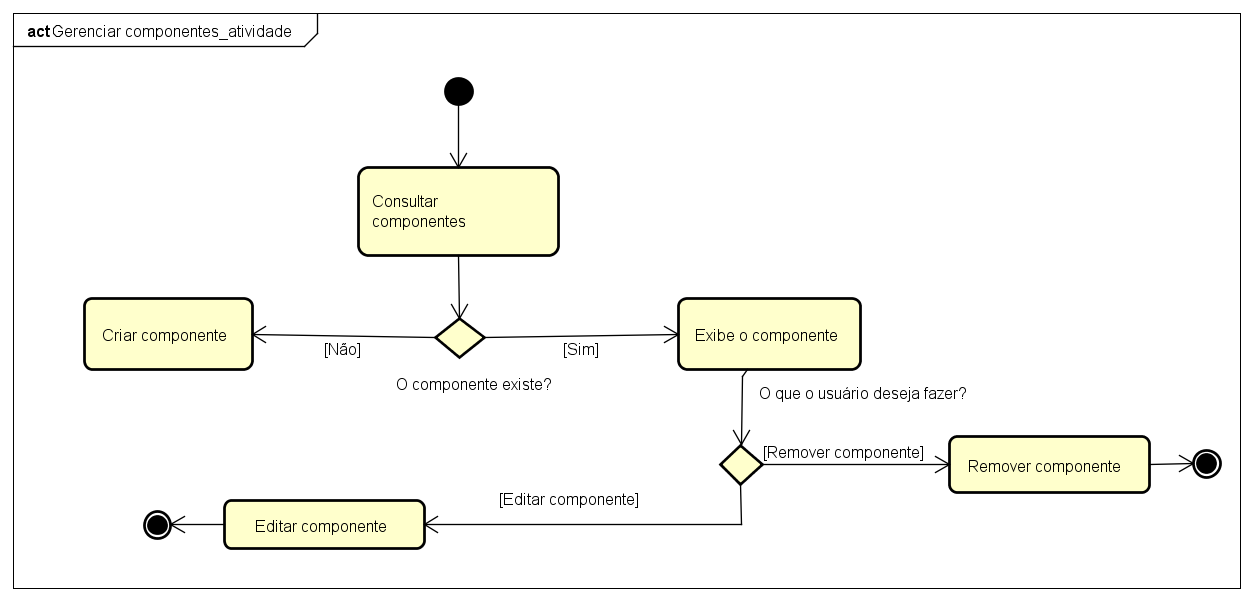 act Gerenciar componentes_atividade
Consultar
componentes
Criar componente
[Não]
[Sim]
Exibe o componente
O componente existe?
O que o usuário deseja fazer?
[Remover componente]
Remover componente
[Editar componente]
Editar componente